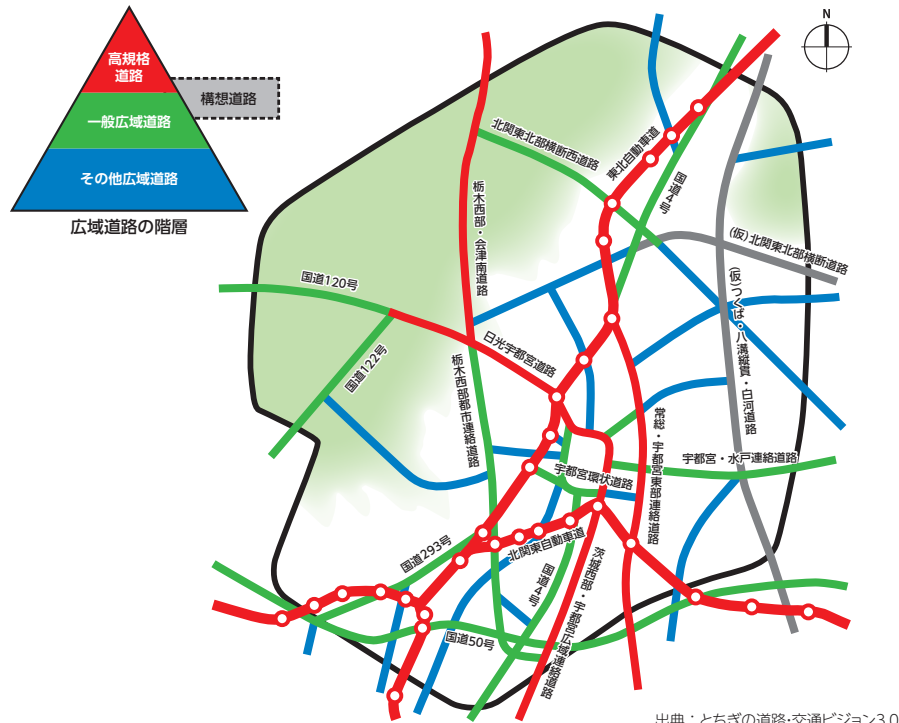 高規格
道路
構想道路
一般広域道路
その他広域道路
広域道路の階層
N
北関東北部横断西道路
東北自動車道
国道4号
栃木西部・会津南道路
(仮)北関東北部横断道路
国道120号
(仮)つくば・八溝縦貫・白河道路
日光宇都宮道路
国道122号
栃木西部都市連絡道路
常総・宇都宮東部連絡道路
宇都宮・水戸連絡道路
宇都宮環状道路
国道293号
北関東自動車道
国道4号
茨城西部・宇都宮広域連絡道路
国道50号
出典:とちぎの道路・交通ビジョン3.0